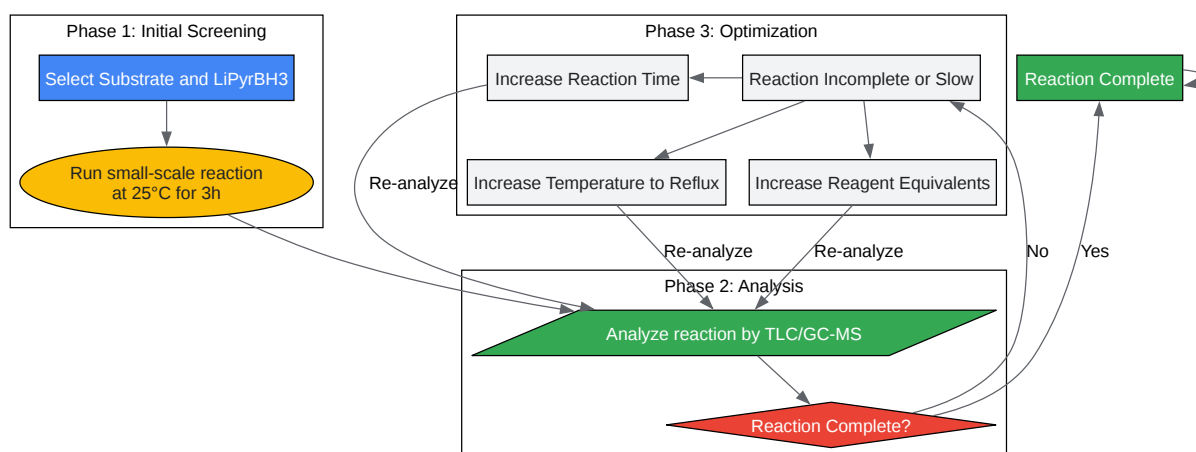 Phase 1: Initial Screening
Select Substrate and LiPyrBH3
Run small-scale reaction
at 25°C for 3h
Phase 3: Optimization
Increase Reaction Time
Reaction Incomplete or Slow
Increase Temperature to Reflux
Increase Reagent Equivalents
Reaction Complete
Re-analyze
Re-analyze
Re-analyze
No
Yes
Phase 2: Analysis
Analyze reaction by TLC/GC-MS
Reaction Complete?